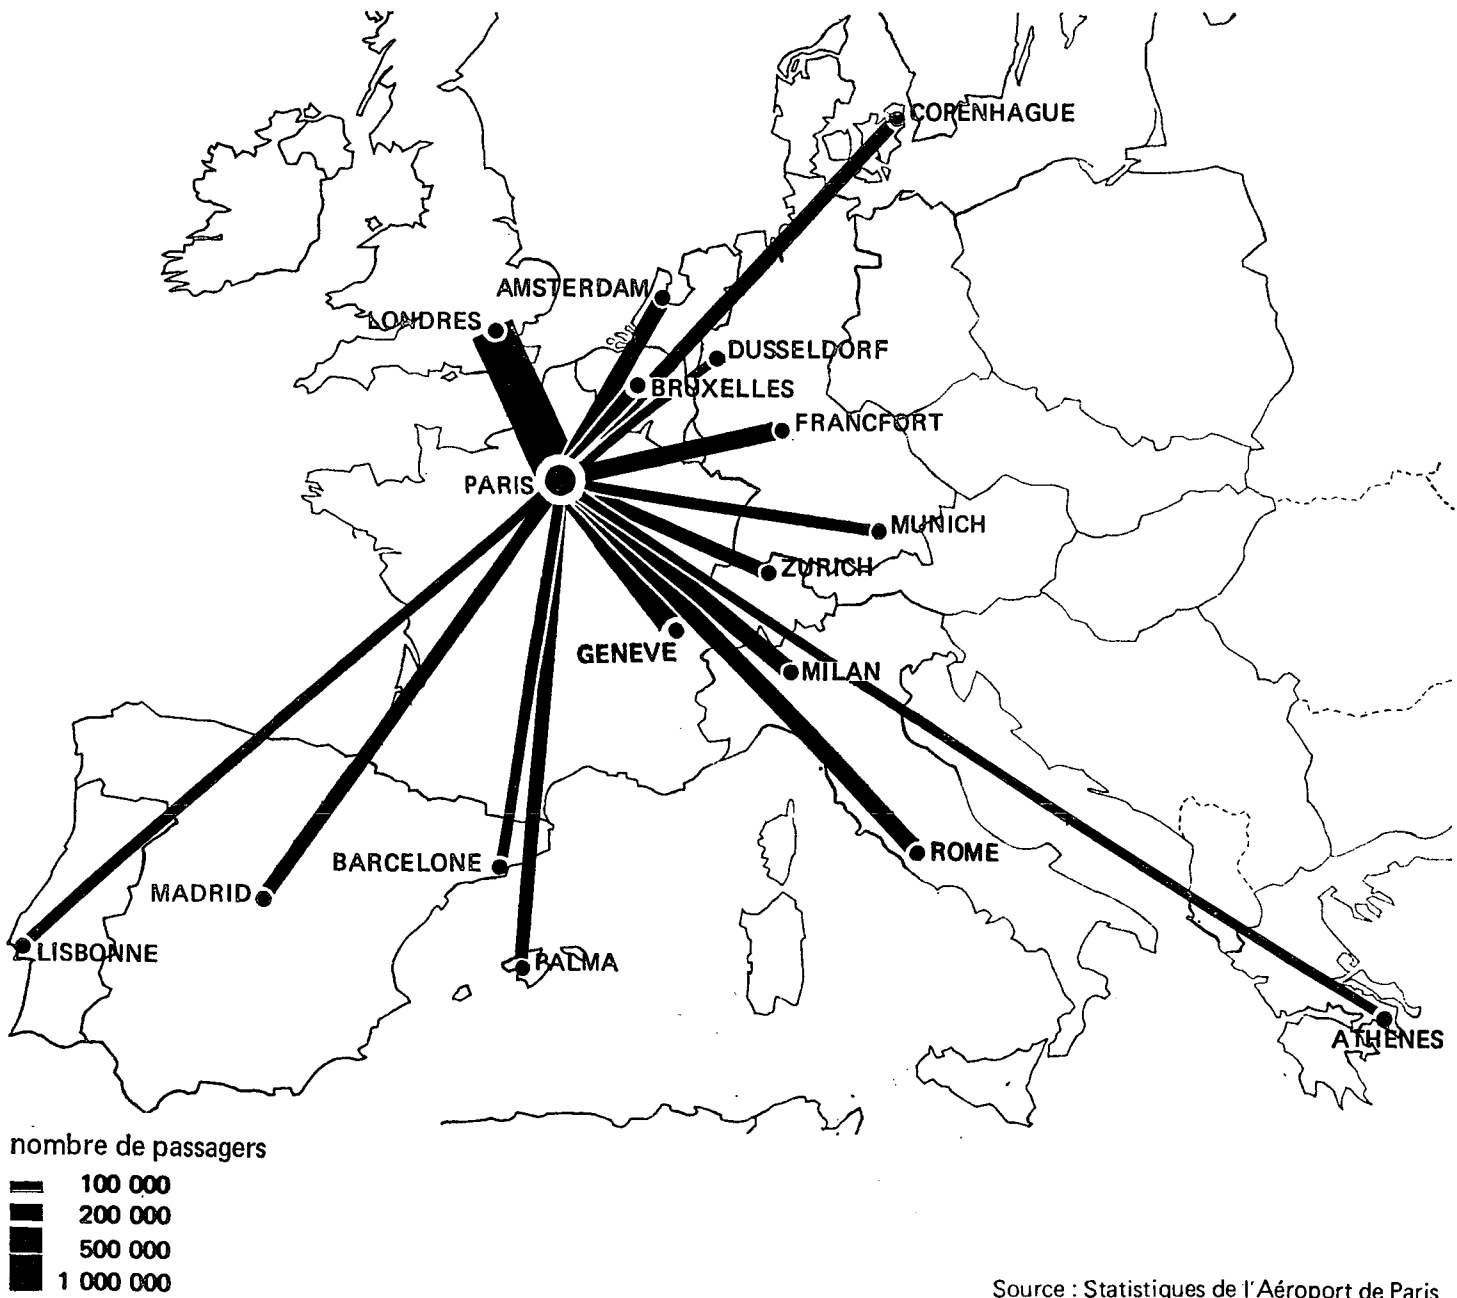 COPENHAGUE
AMSTERDAM
LONDRES
DUSSELDORF
BRUXELLES
FRANCFORT
PARIS
MUNICH
ZURICH
GENEVE
MILAN
BARCELONE
ROME
MADRID
LISBONNE
PALMA
ATHENES
nombre de passagers
100 000
200 000
500 000
1 000 000
Source : Statistiques de l'Aéroport de Paris